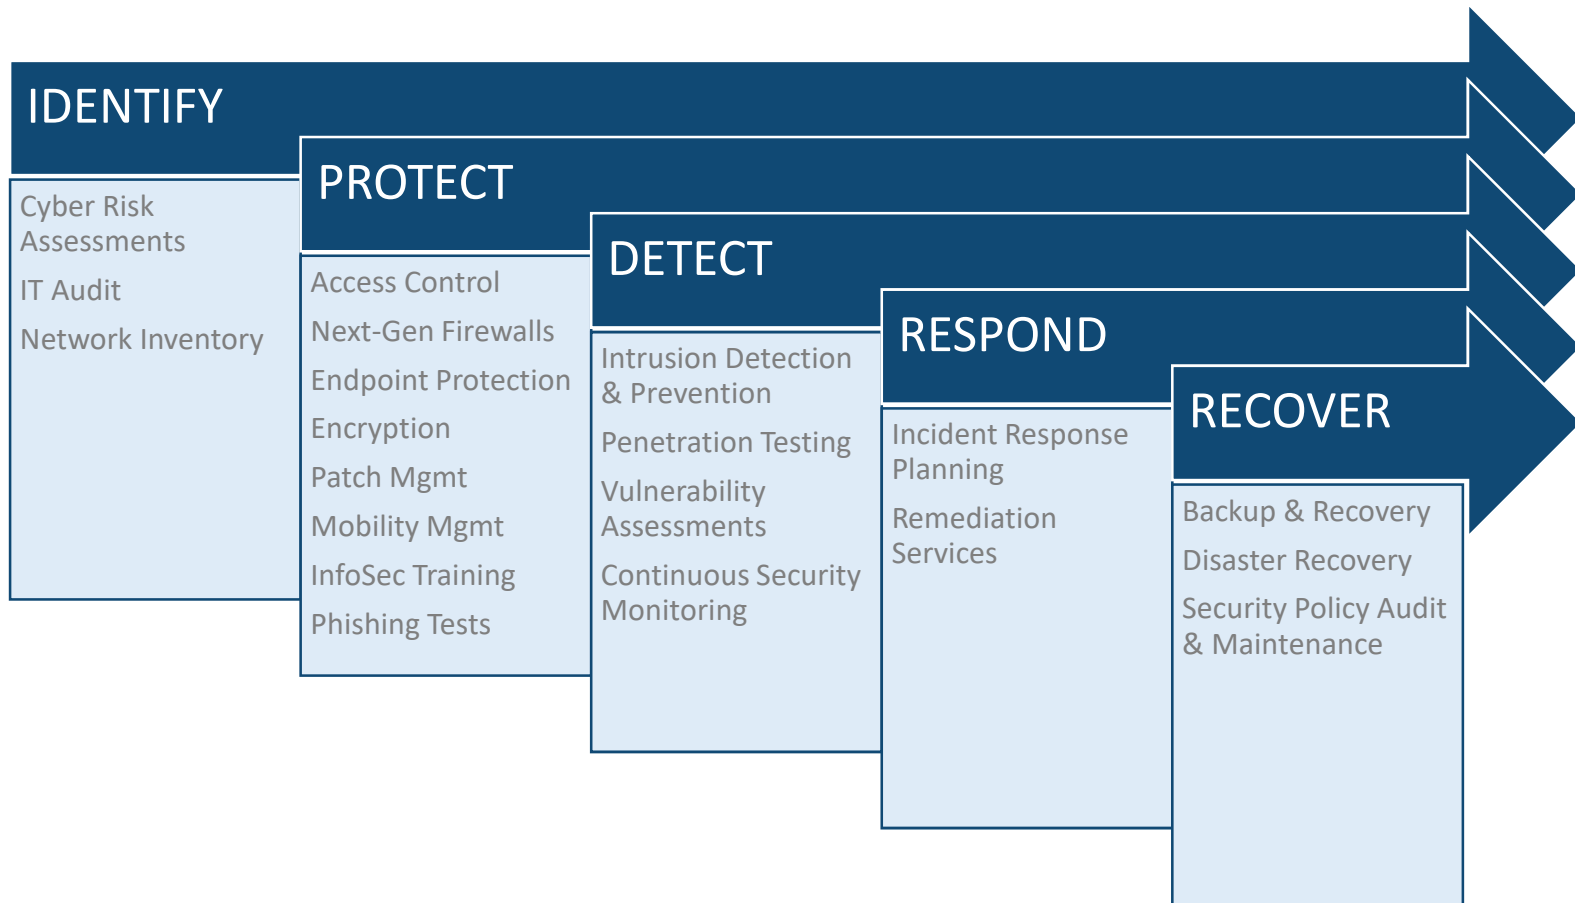 IDENTIFY
Cyber Risk
Assessments
IT Audit
Network Inventory
PROTECT
Access Control
Next-Gen Firewalls
Endpoint Protection
Encryption
Patch Mgmt
Mobility Mgmt
InfoSec Training
Phishing Tests
DETECT
Intrusion Detection
& Prevention
Penetration Testing
Vulnerability
Assessments
Continuous Security
Monitoring
RESPOND
Incident Response
Planning
Remediation
Services
RECOVER
Backup & Recovery
Disaster Recovery
Security Policy Audit
& Maintenance